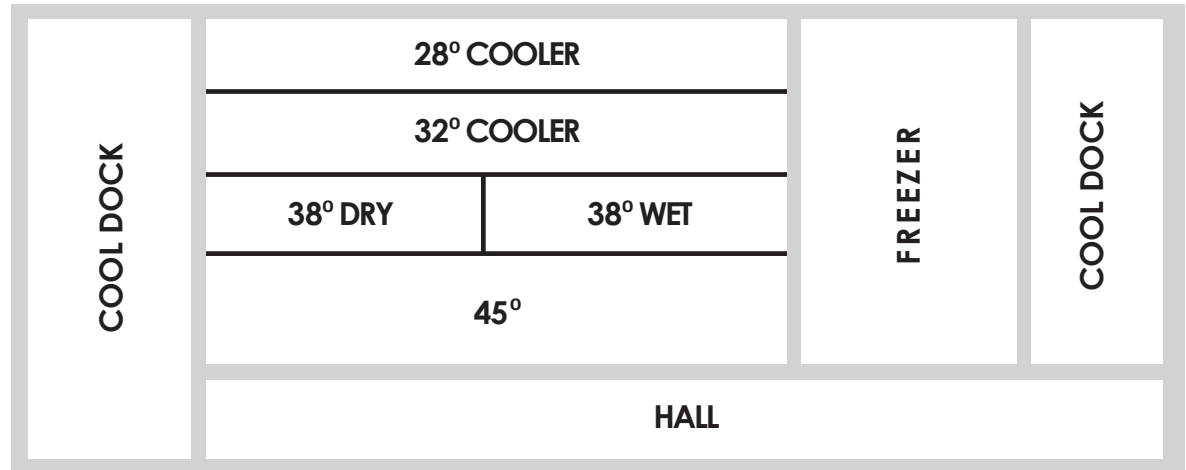 COOL DOCK
28º COOLER
32º COOLER
38º DRY
38º WET
45º
FREEZER
COOL DOCK
HALL